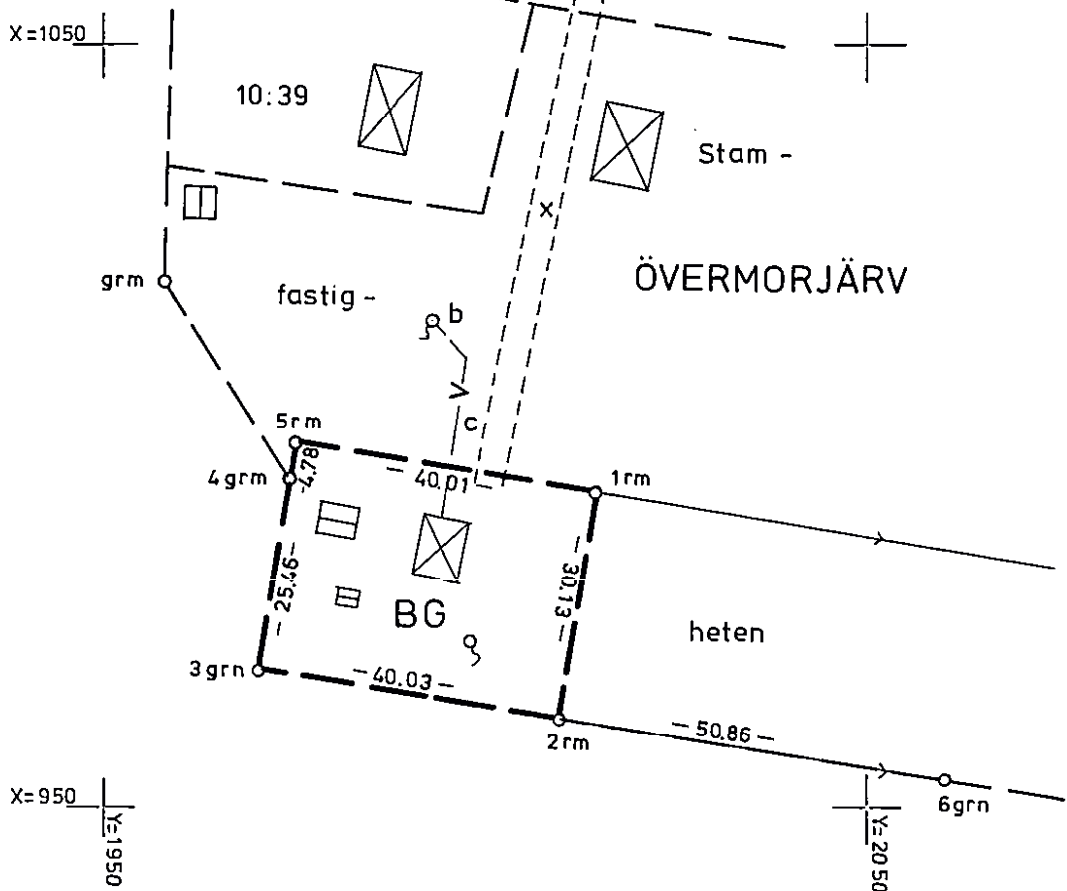 X=1050
10:39
Stam -
x
ÖVERMORJÄRV
grm
fastig -
b
V
c
5rm
4.78
4grm
- 40.01 -
1rm
- 25.46 -
- 30.13 -
BG
heten
3grn
- 40.03 -
- 50.86 -
2rm
6grn
X=950
Y=1950
Y=2050